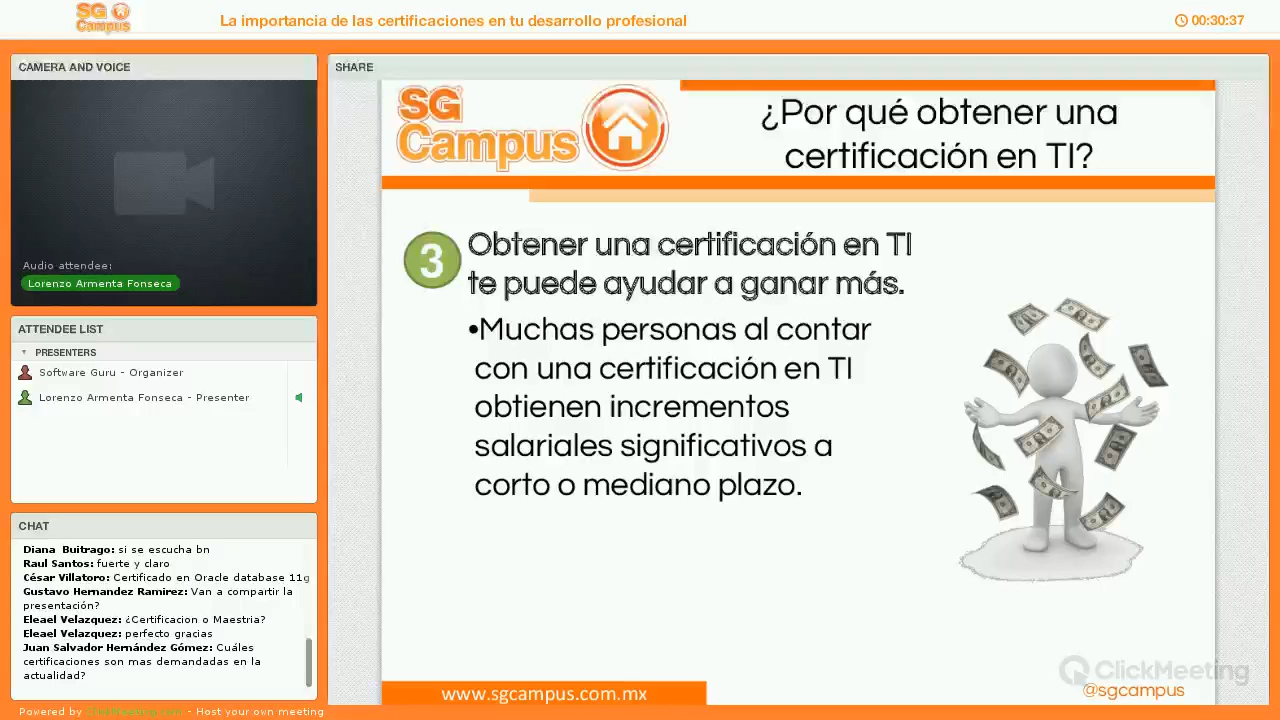 SG
Campus
La importancia de las certificaciones en tu desarrollo profesional
00:30:37
CAMERA AND VOICE
Audio attendee:
Lorenzo Armenta Fonseca
ATTENDEE LIST
PRESENTERS
Software Guru - Organizer
Lorenzo Armenta Fonseca - Presenter
CHAT
Diana Buitrago: si se escucha bn
Raul Santos: fuerte y claro
César Villatoro: Certificado en Oracle database 11g
Gustavo Hernandez Ramirez: Van a compartir la
presentación?
Eleael Velazquez: ¿Certificacion o Maestria?
Eleael Velazquez: perfecto gracias
Juan Salvador Hernández Gómez: Cuáles
certificaciones son mas demandadas en la
actualidad?
Powered by ClickMeeting.com - Host your own meeting
SHARE
SG
Campus
¿Por qué obtener una
certificación en TI?
3
Obtener una certificación en TI
te puede ayudar a ganar más.
•Muchas personas al contar
con una certificación en TI
obtienen incrementos
salariales significativos a
corto o mediano plazo.
www.sgcampus.com.mx
ClickMeeting
@sgcampus